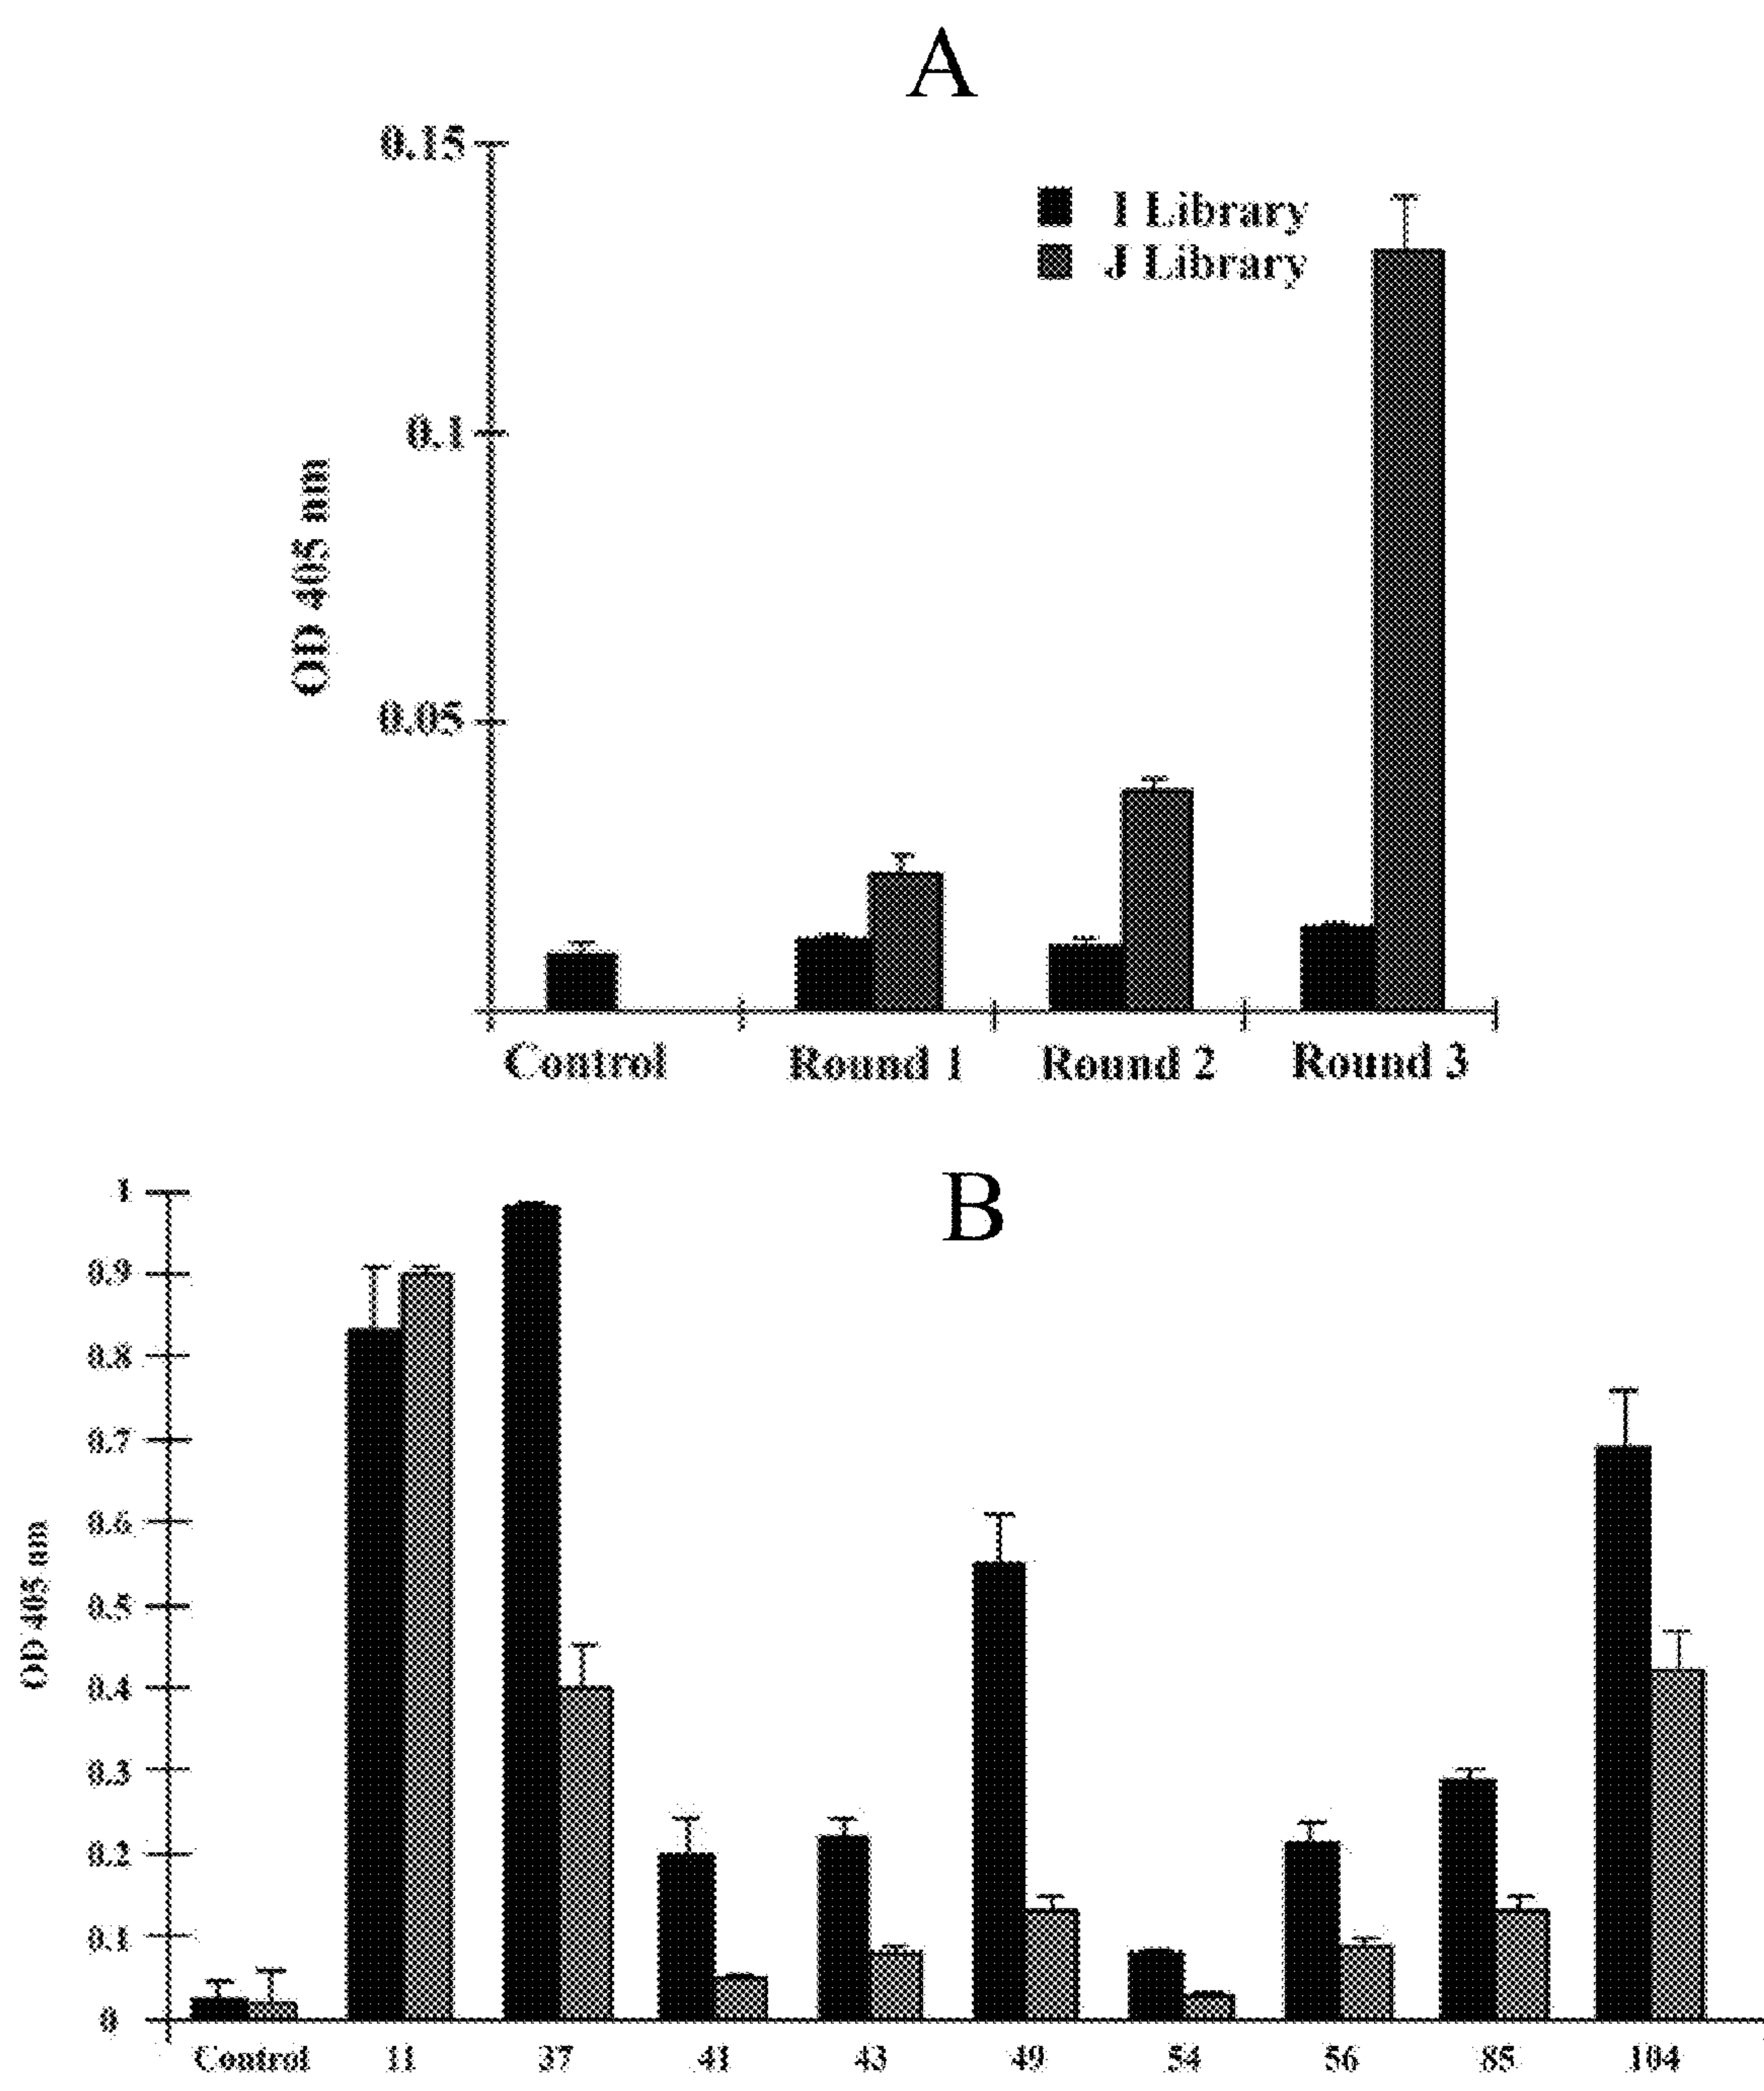 A
0.15
I Library
J Library
0.1
OD 405 nm
0.05
Control Round 1 Round 2 Round 3
B
1
0.9
0.8
0.7
0.6
OD 405 nm
0.5
0.4
0.3
0.2
0.1
0
Control 11 37 41 43 49 54 56 85 104